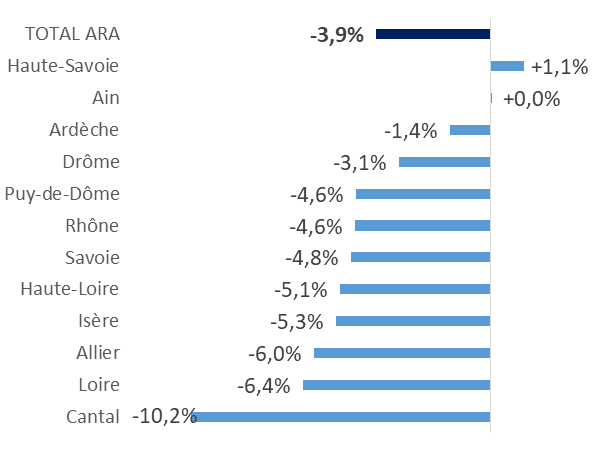 TOTAL ARA -3,9%
Haute-Savoie +1,1%
Ain +0,0%
Ardèche -1,4%
Drôme -3,1%
Puy-de-Dôme -4,6%
Rhône -4,6%
Savoie -4,8%
Haute-Loire -5,1%
Isère -5,3%
Allier -6,0%
Loire -6,4%
Cantal -10,2%